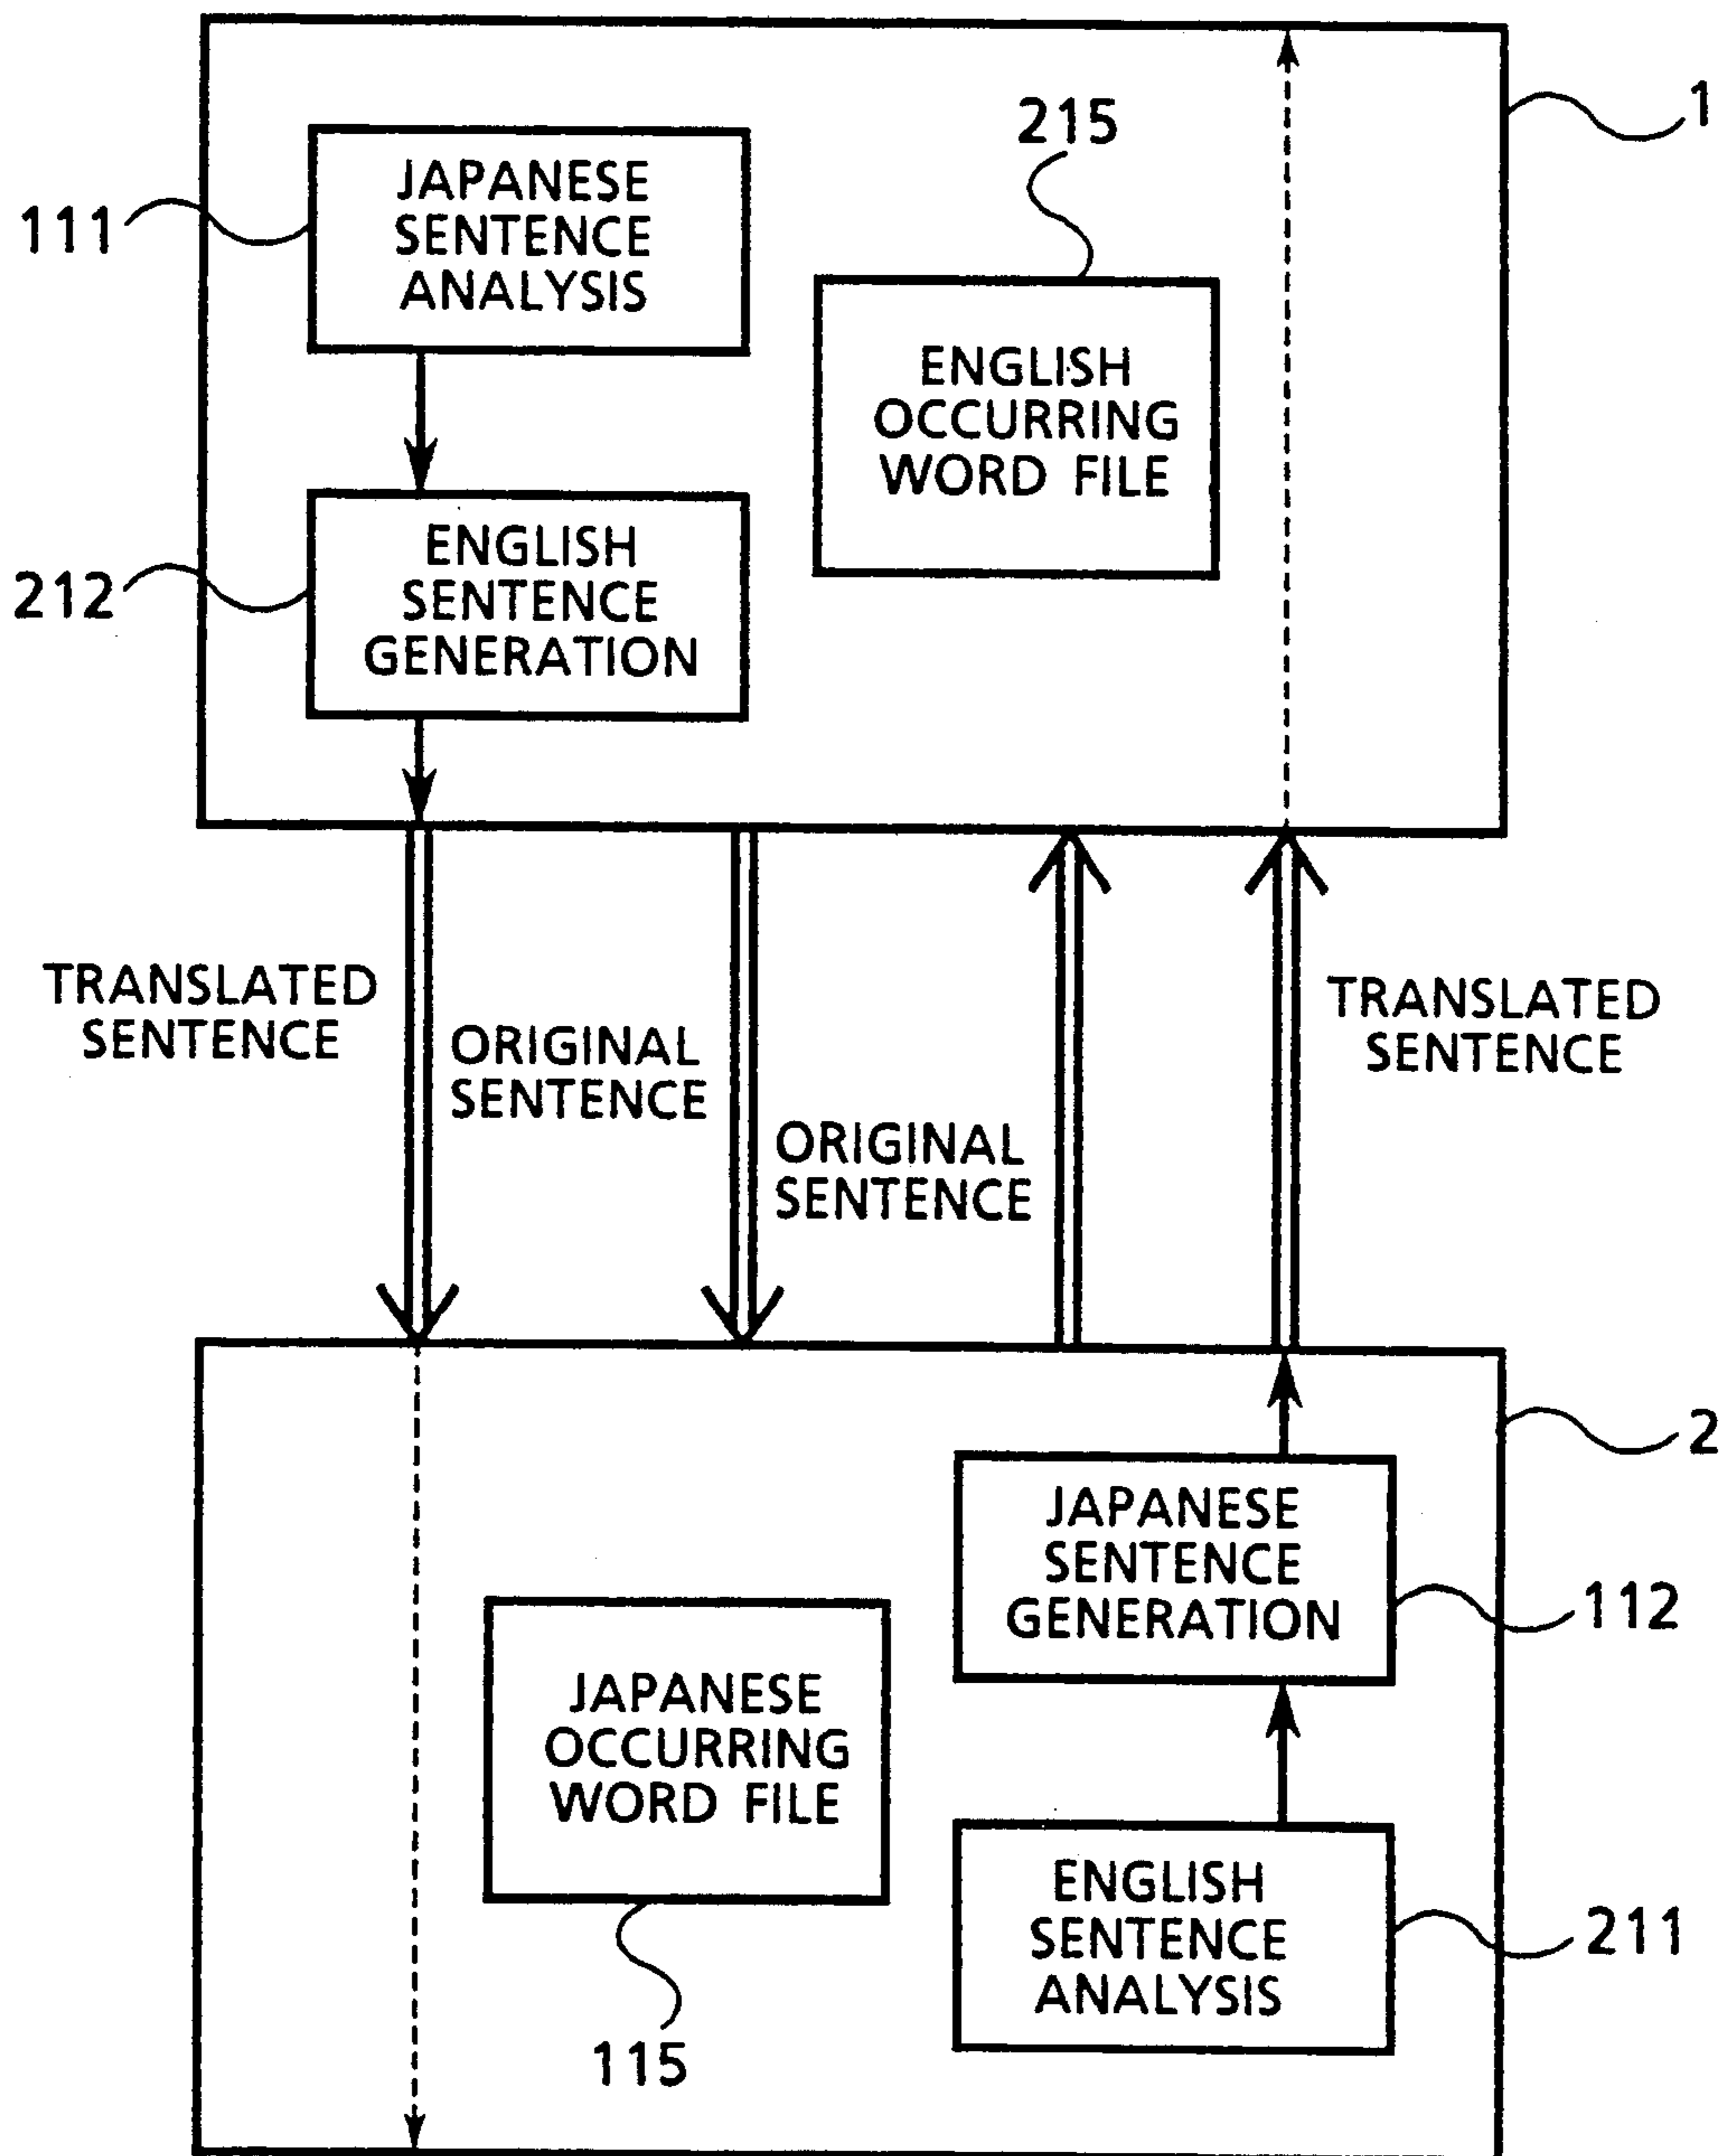 1
215
JAPANESE
SENTENCE
ANALYSIS
111
ENGLISH
OCCURRING
WORD FILE
ENGLISH
SENTENCE
GENERATION
212
TRANSLATED
SENTENCE
ORIGINAL
SENTENCE
ORIGINAL
SENTENCE
TRANSLATED
SENTENCE
2
JAPANESE
SENTENCE
GENERATION
112
JAPANESE
OCCURRING
WORD FILE
115
ENGLISH
SENTENCE
ANALYSIS
211